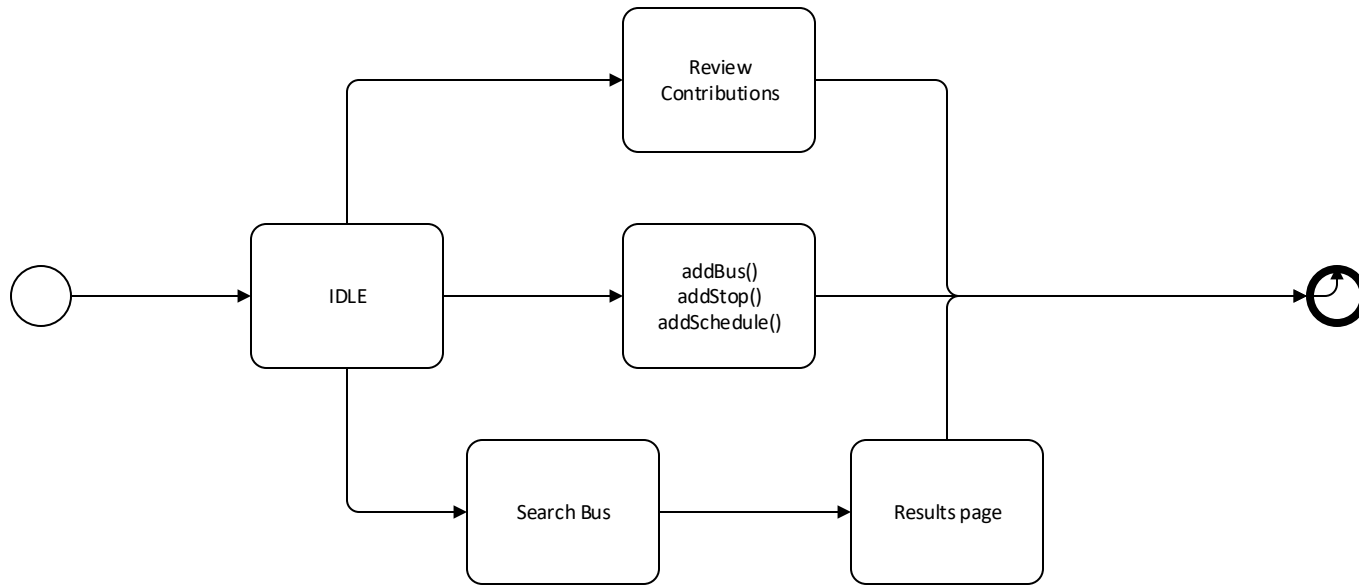 Review
Contributions
IDLE
addBus()
addStop()
addSchedule()
Search Bus
Results page